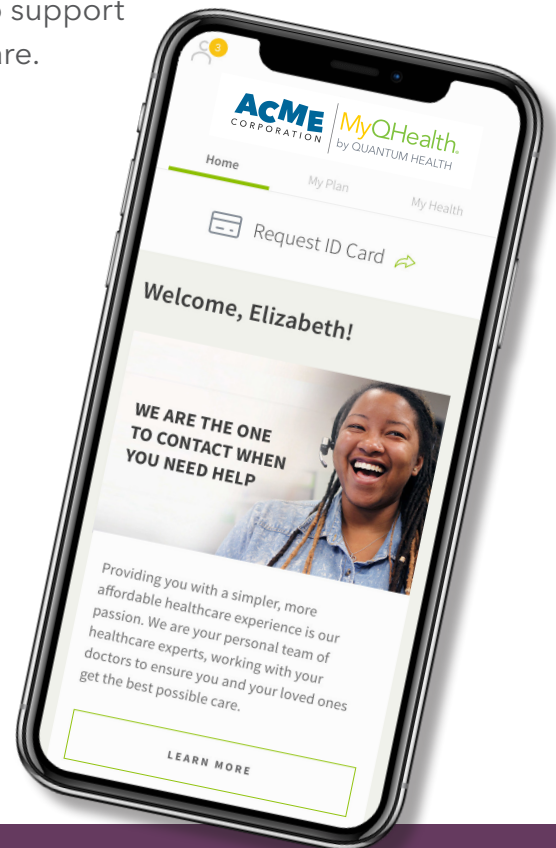 support
are.
3
ACME
CORPORATION
MyQHealth
by QUANTUM HEALTH
Home
My Plan
My Health
Request ID Card
Welcome, Elizabeth!
WE ARE THE ONE
TO CONTACT WHEN
YOU NEED HELP
Providing you with a simpler, more
affordable healthcare experience is our
passion. We are your personal team of
healthcare experts, working with your
doctors to ensure you and your loved ones
get the best possible care.
LEARN MORE